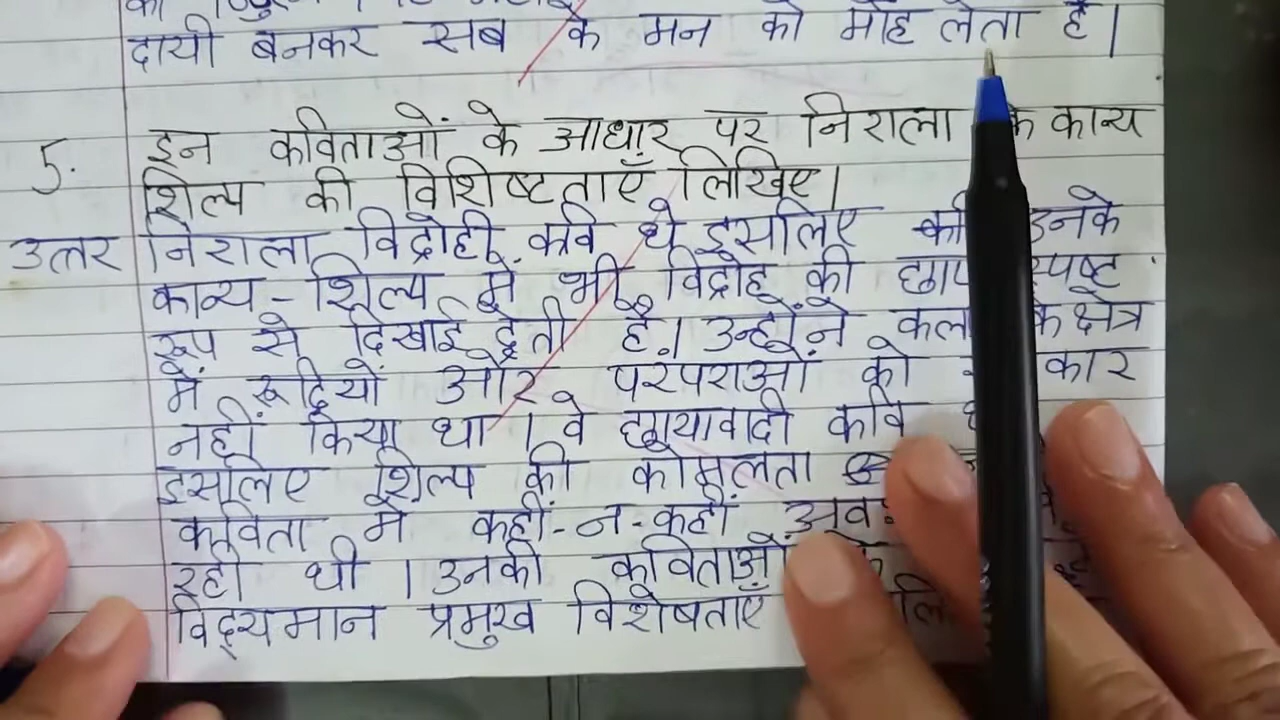 दायी बनकर सब के मन को मोह लेता है।
5. इन कविताओं के आधार पर निराला के काव्य
शिल्प की विशिष्टताएँ लिखिए।
उत्तर निराला विद्रोही कवि थे इसलिए उनके
काव्य-शिल्प में भी विद्रोह की छाप स्पष्ट
रूप से दिखाई देती है। उन्होंने के क्षेत्र
में रूढ़ियों और परंपराओं को
नहीं किया था। वे छायावादी कवि
इसलिए शिल्प की कोमलता
कविता में कहीं-न-कहीं
रही थी। उनकी कविताओं
विद्यमान प्रमुख विशेषताएँ